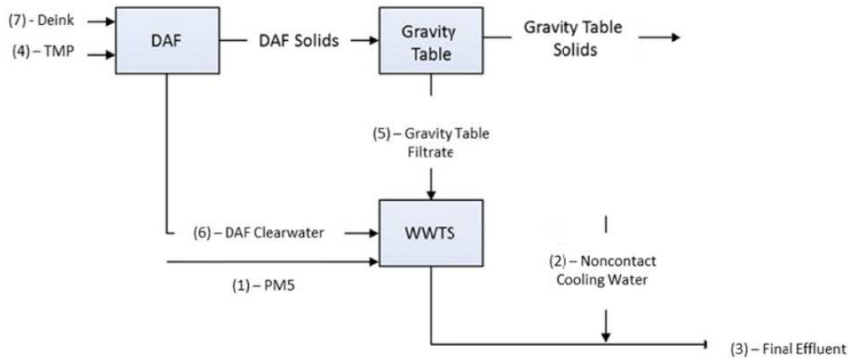 (7) - Deink
(4) – TMP
DAF
DAF Solids
Gravity
Table
Gravity Table
Solids
(5) – Gravity Table
Filtrate
(6) – DAF Clearwater
WWTS
(1) – PM5
(2) – Noncontact
Cooling Water
(3) – Final Effluent